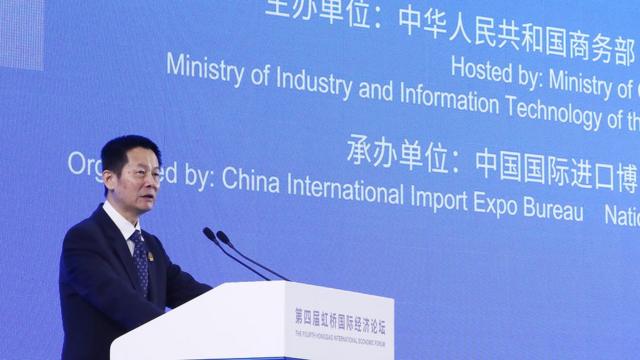 主办单位：中华人民共和国商务部
Hosted by: Ministry of
Ministry of Industry and Information Technology of the
承办单位：中国国际进口博
by: China International Import Expo Bureau
第四届虹桥国际经济论坛
THE FOURTH HONGQIAO INTERNATIONAL ECONOMIC FORUM